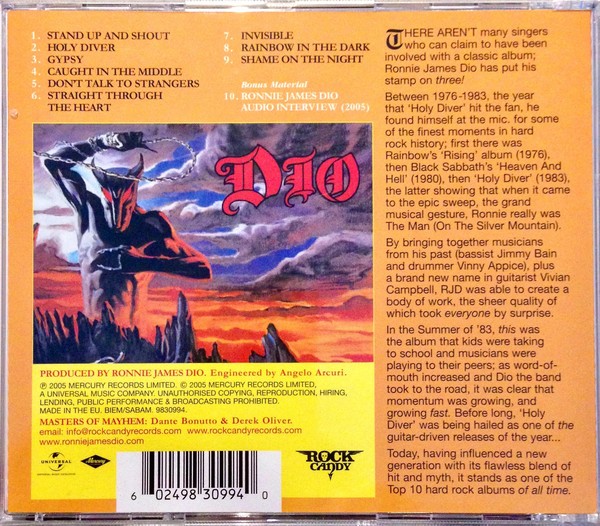 1. STAND UP AND SHOUT
2. HOLY DIVER
3. GYPSY
4. CAUGHT IN THE MIDDLE
5. DON'T TALK TO STRANGERS
6. STRAIGHT THROUGH
THE HEART
7. INVISIBLE
8. RAINBOW IN THE DARK
9. SHAME ON THE NIGHT
Bonus Material
10. RONNIE JAMES DIO
AUDIO INTERVIEW (2005)
DIO
PRODUCED BY RONNIE JAMES DIO. Engineered by Angelo Arcuri.
℗ 2005 MERCURY RECORDS LIMITED. © 2005 MERCURY RECORDS LIMITED,
A UNIVERSAL MUSIC COMPANY. UNAUTHORISED COPYING, REPRODUCTION, HIRING,
LENDING, PUBLIC PERFORMANCE & BROADCASTING PROHIBITED.
MADE IN THE EU. BIEM/SABAM. 9830994.
MASTERS OF MAYHEM: Dante Bonutto & Derek Oliver.
email: info@rockcandyrecords.com www.rockcandyrecords.com
www.ronniejamesdio.com
UNIVERSAL
Mercury
6 02498 30994 0
ROCK
CANDY
THERE AREN'T many singers
who can claim to have been
involved with a classic album;
Ronnie James Dio has put his
stamp on three!
Between 1976-1983, the year
that 'Holy Diver' hit the fan, he
found himself at the mic. for some
of the finest moments in hard
rock history; first there was
Rainbow's 'Rising' album (1976),
then Black Sabbath's 'Heaven And
Hell' (1980), then 'Holy Diver' (1983),
the latter showing that when it came
to the epic sweep, the grand
musical gesture, Ronnie really was
The Man (On The Silver Mountain).
By bringing together musicians
from his past (bassist Jimmy Bain
and drummer Vinny Appice), plus
a brand new name in guitarist Vivian
Campbell, RJD was able to create a
body of work, the sheer quality of
which took everyone by surprise.
In the Summer of '83, this was
the album that kids were taking
to school and musicians were
playing to their peers; as word-of-
mouth increased and Dio the band
took to the road, it was clear that
momentum was growing, and
growing fast. Before long, 'Holy
Diver' was being hailed as one of the
guitar-driven releases of the year...
Today, having influenced a new
generation with its flawless blend of
hit and myth, it stands as one of the
Top 10 hard rock albums of all time.